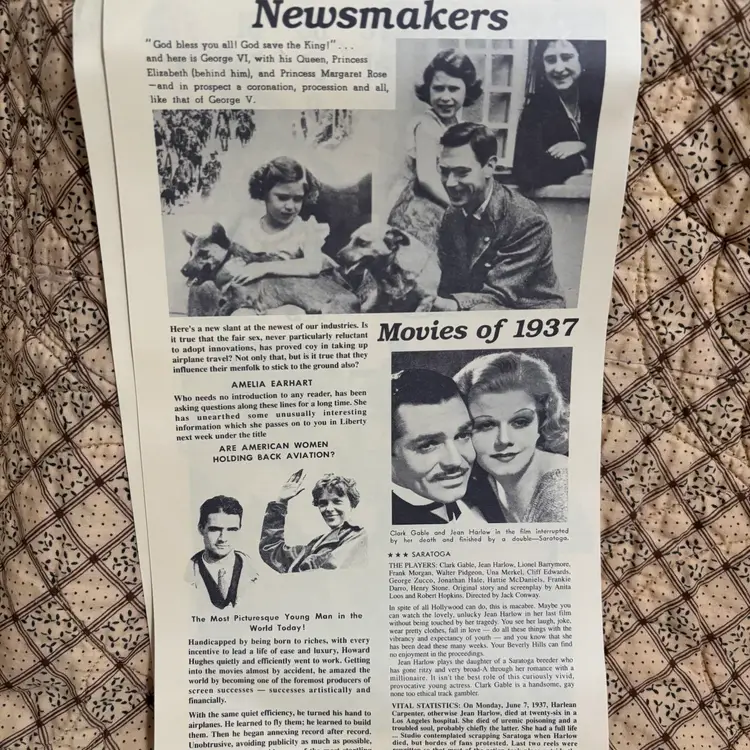 Newsmakers
"God bless you all! God save the King!" . . .
and here is George VI, with his Queen, Princess
Elizabeth (behind him), and Princess Margaret Rose
—and in prospect a coronation, procession and all,
like that of George V.
Here's a new slant at the newest of our industries. Is
it true that the fair sex, never particularly reluctant
to adopt innovations, has proved coy in taking up
airplane travel? Not only that, but is it true that they
influence their menfolk to stick to the ground also?
AMELIA EARHART
Who needs no introduction to any reader, has been
asking questions along these lines for a long time. She
has unearthed some unusually interesting
information which she passes on to you in Liberty
next week under the title
ARE AMERICAN WOMEN
HOLDING BACK AVIATION?
The Most Picturesque Young Man in the
World Today!
Handicapped by being born to riches, with every
incentive to lead a life of ease and luxury, Howard
Hughes quietly and efficiently went to work. Getting
into the movies almost by accident, he amazed the
world by becoming one of the foremost producers of
screen successes — successes artistically and
financially.
With the same quiet efficiency, he turned his hand to
airplanes. He learned to fly them; he learned to build
them. Then he began annexing record after record.
Unobtrusive, avoiding publicity as much as possible,
Movies of 1937
Clark Gable and Jean Harlow in the film interrupted
by her death and finished by a double—Saratoga.
★★★ SARATOGA
THE PLAYERS: Clark Gable, Jean Harlow, Lionel Barrymore,
Frank Morgan, Walter Pidgeon, Una Merkel, Cliff Edwards,
George Zucco, Jonathan Hale, Hattie McDaniels, Frankie
Darro, Henry Stone. Original story and screenplay by Anita
Loos and Robert Hopkins. Directed by Jack Conway.
In spite of all Hollywood can do, this is macabre. Maybe you
can watch the lovely, unlucky Jean Harlow in her last film
without being touched by her tragedy. You see her laugh, joke,
wear pretty clothes, fall in love — do all these things with the
vibrancy and expectancy of youth — and you know that she
has been dead these many weeks. Your Beverly Hills can find
no enjoyment in the proceedings.
Jean Harlow plays the daughter of a Saratoga breeder who
has gone ritzy and very broad-A through her romance with a
millionaire. It isn't the best role of this curiously vivid,
provocative young actress. Clark Gable is a handsome, gay
none too ethical track gambler.
VITAL STATISTICS: On Monday, June 7, 1937, Harlean
Carpenter, otherwise Jean Harlow, died at twenty-six in a
Los Angeles hospital. She died of uremic poisoning and a
troubled soul, probably chiefly the latter. She had a full life
... Studio contemplated scrapping Saratoga when Harlow
died, but hordes of fans protested. Last two reels were